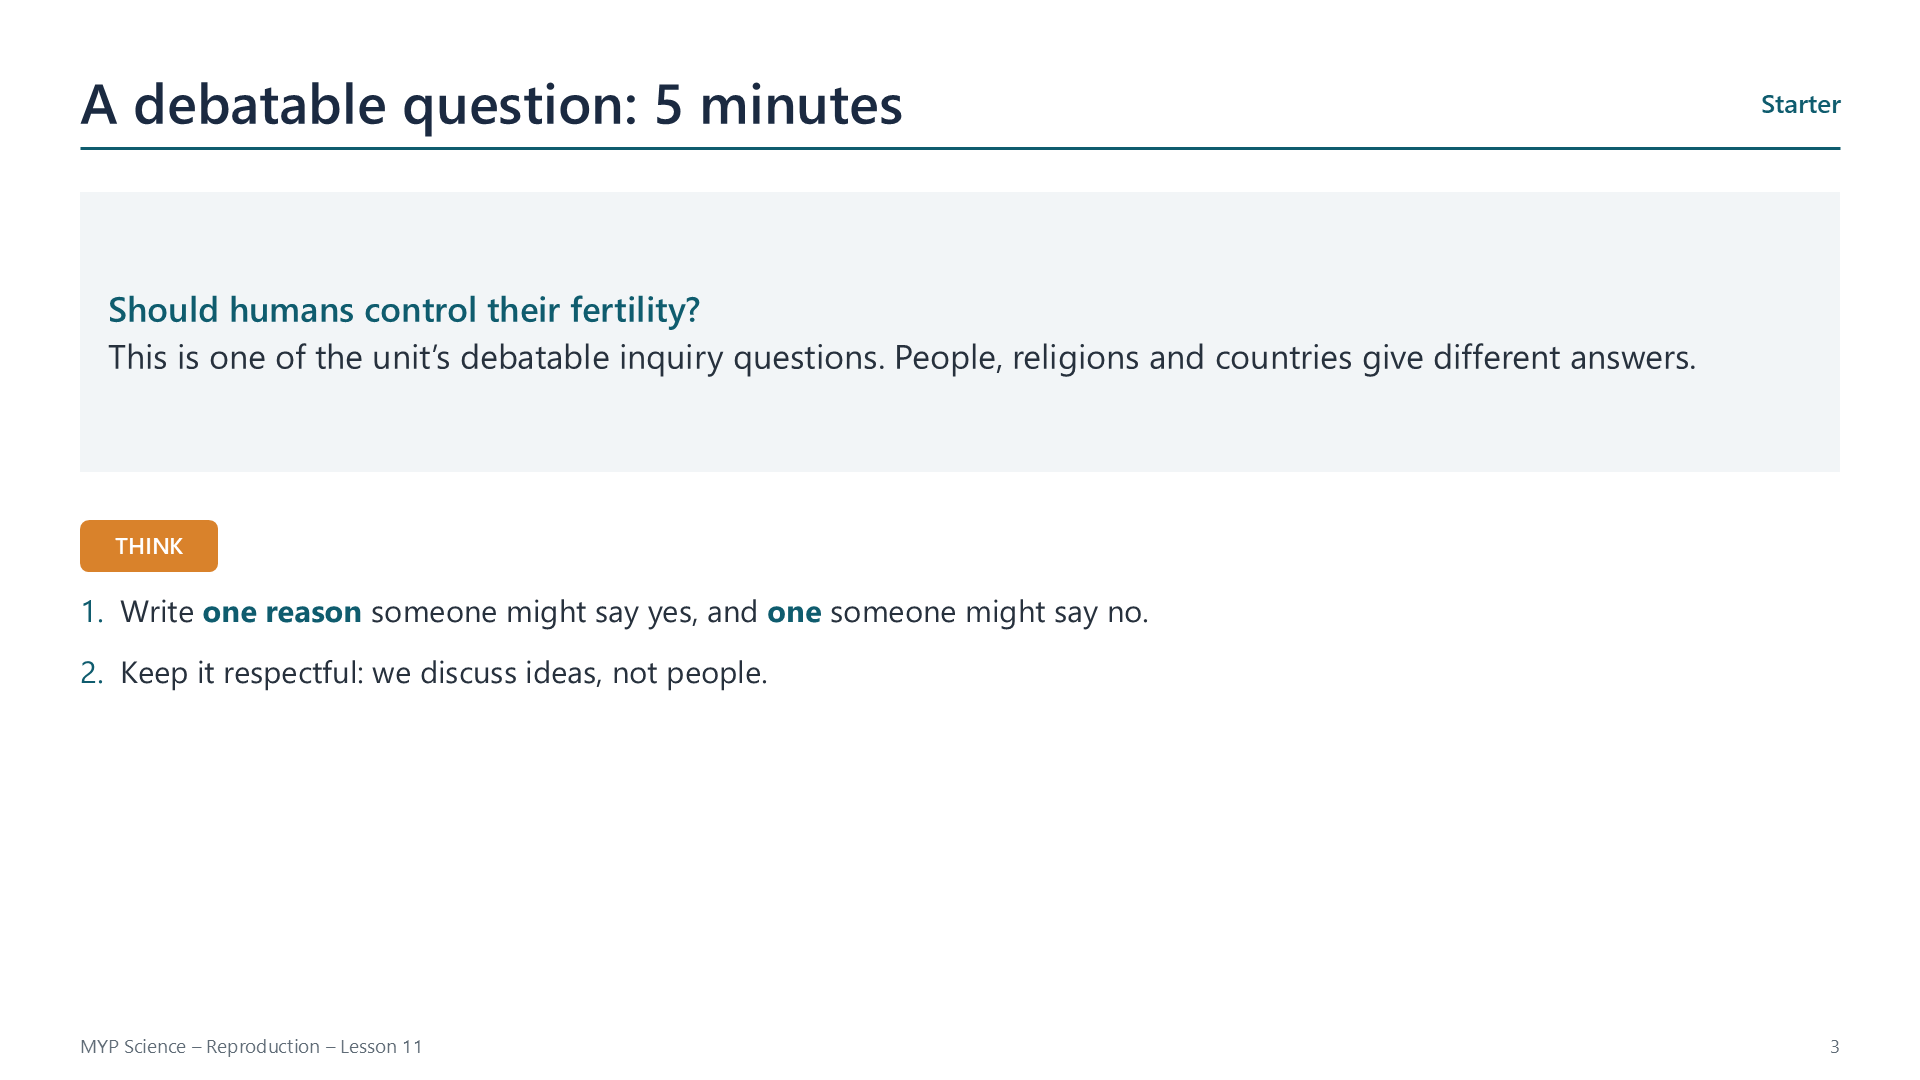 A debatable question: 5 minutes
Starter
Should humans control their fertility?
This is one of the unit’s debatable inquiry questions. People, religions and countries give different answers.
THINK
1. Write one reason someone might say yes, and one someone might say no.
2. Keep it respectful: we discuss ideas, not people.
MYP Science – Reproduction – Lesson 11
3